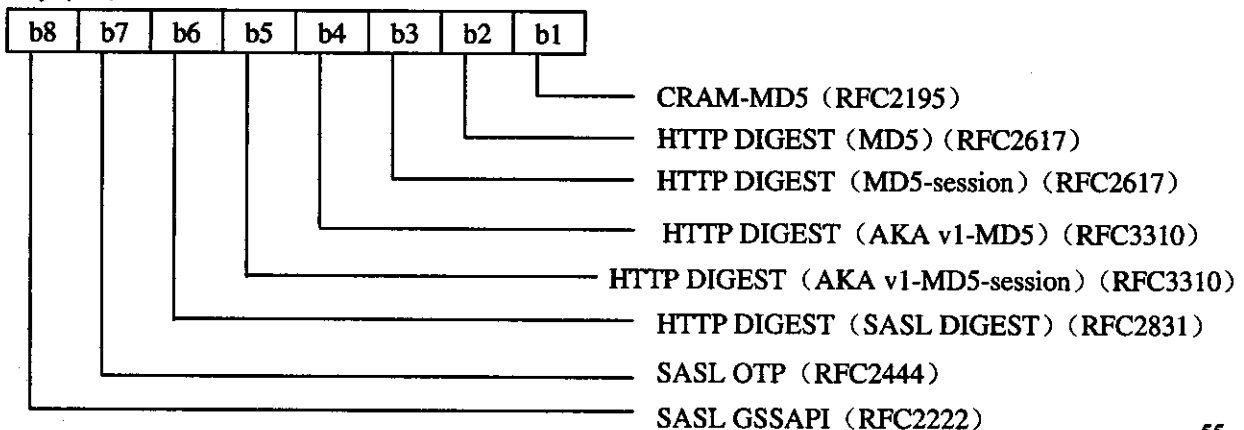 b8 b7 b6 b5 b4 b3 b2 b1
CRAM-MD5（RFC2195）
HTTP DIGEST（MD5）（RFC2617）
HTTP DIGEST（MD5-session）（RFC2617）
HTTP DIGEST（AKA v1-MD5）（RFC3310）
HTTP DIGEST（AKA v1-MD5-session）（RFC3310）
HTTP DIGEST（SASL DIGEST）（RFC2831）
SASL OTP（RFC2444）
SASL GSSAPI（RFC2222）